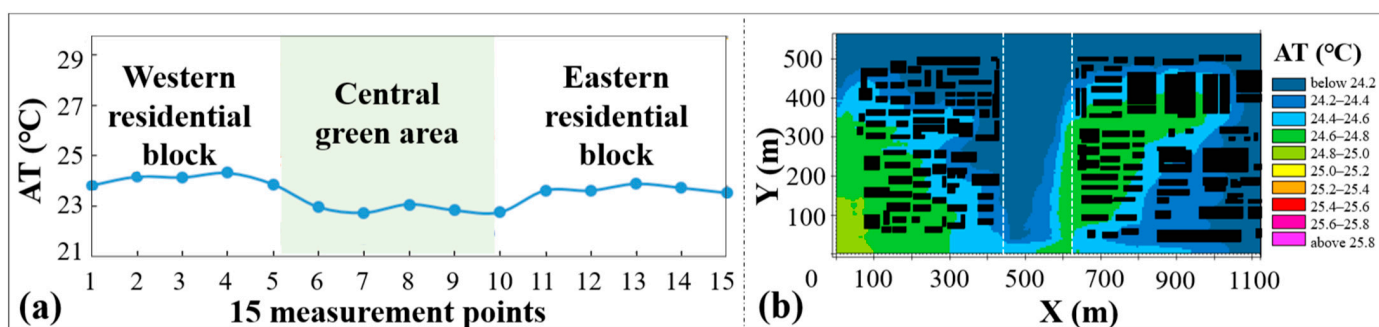 29
27
25
23
21
AT (℃)
Western
residential
block
Central
green area
Eastern
residential
block
1 2 3 4 5 6 7 8 9 10 11 12 13 14 15
15 measurement points
(a)
500
400
300
200
100
0
Y (m)
100 300 500 700 900 1100
X (m)
(b)
AT (℃)
below 24.2
24.2–24.4
24.4–24.6
24.6–24.8
24.8–25.0
25.0–25.2
25.2–25.4
25.4–25.6
25.6–25.8
above 25.8